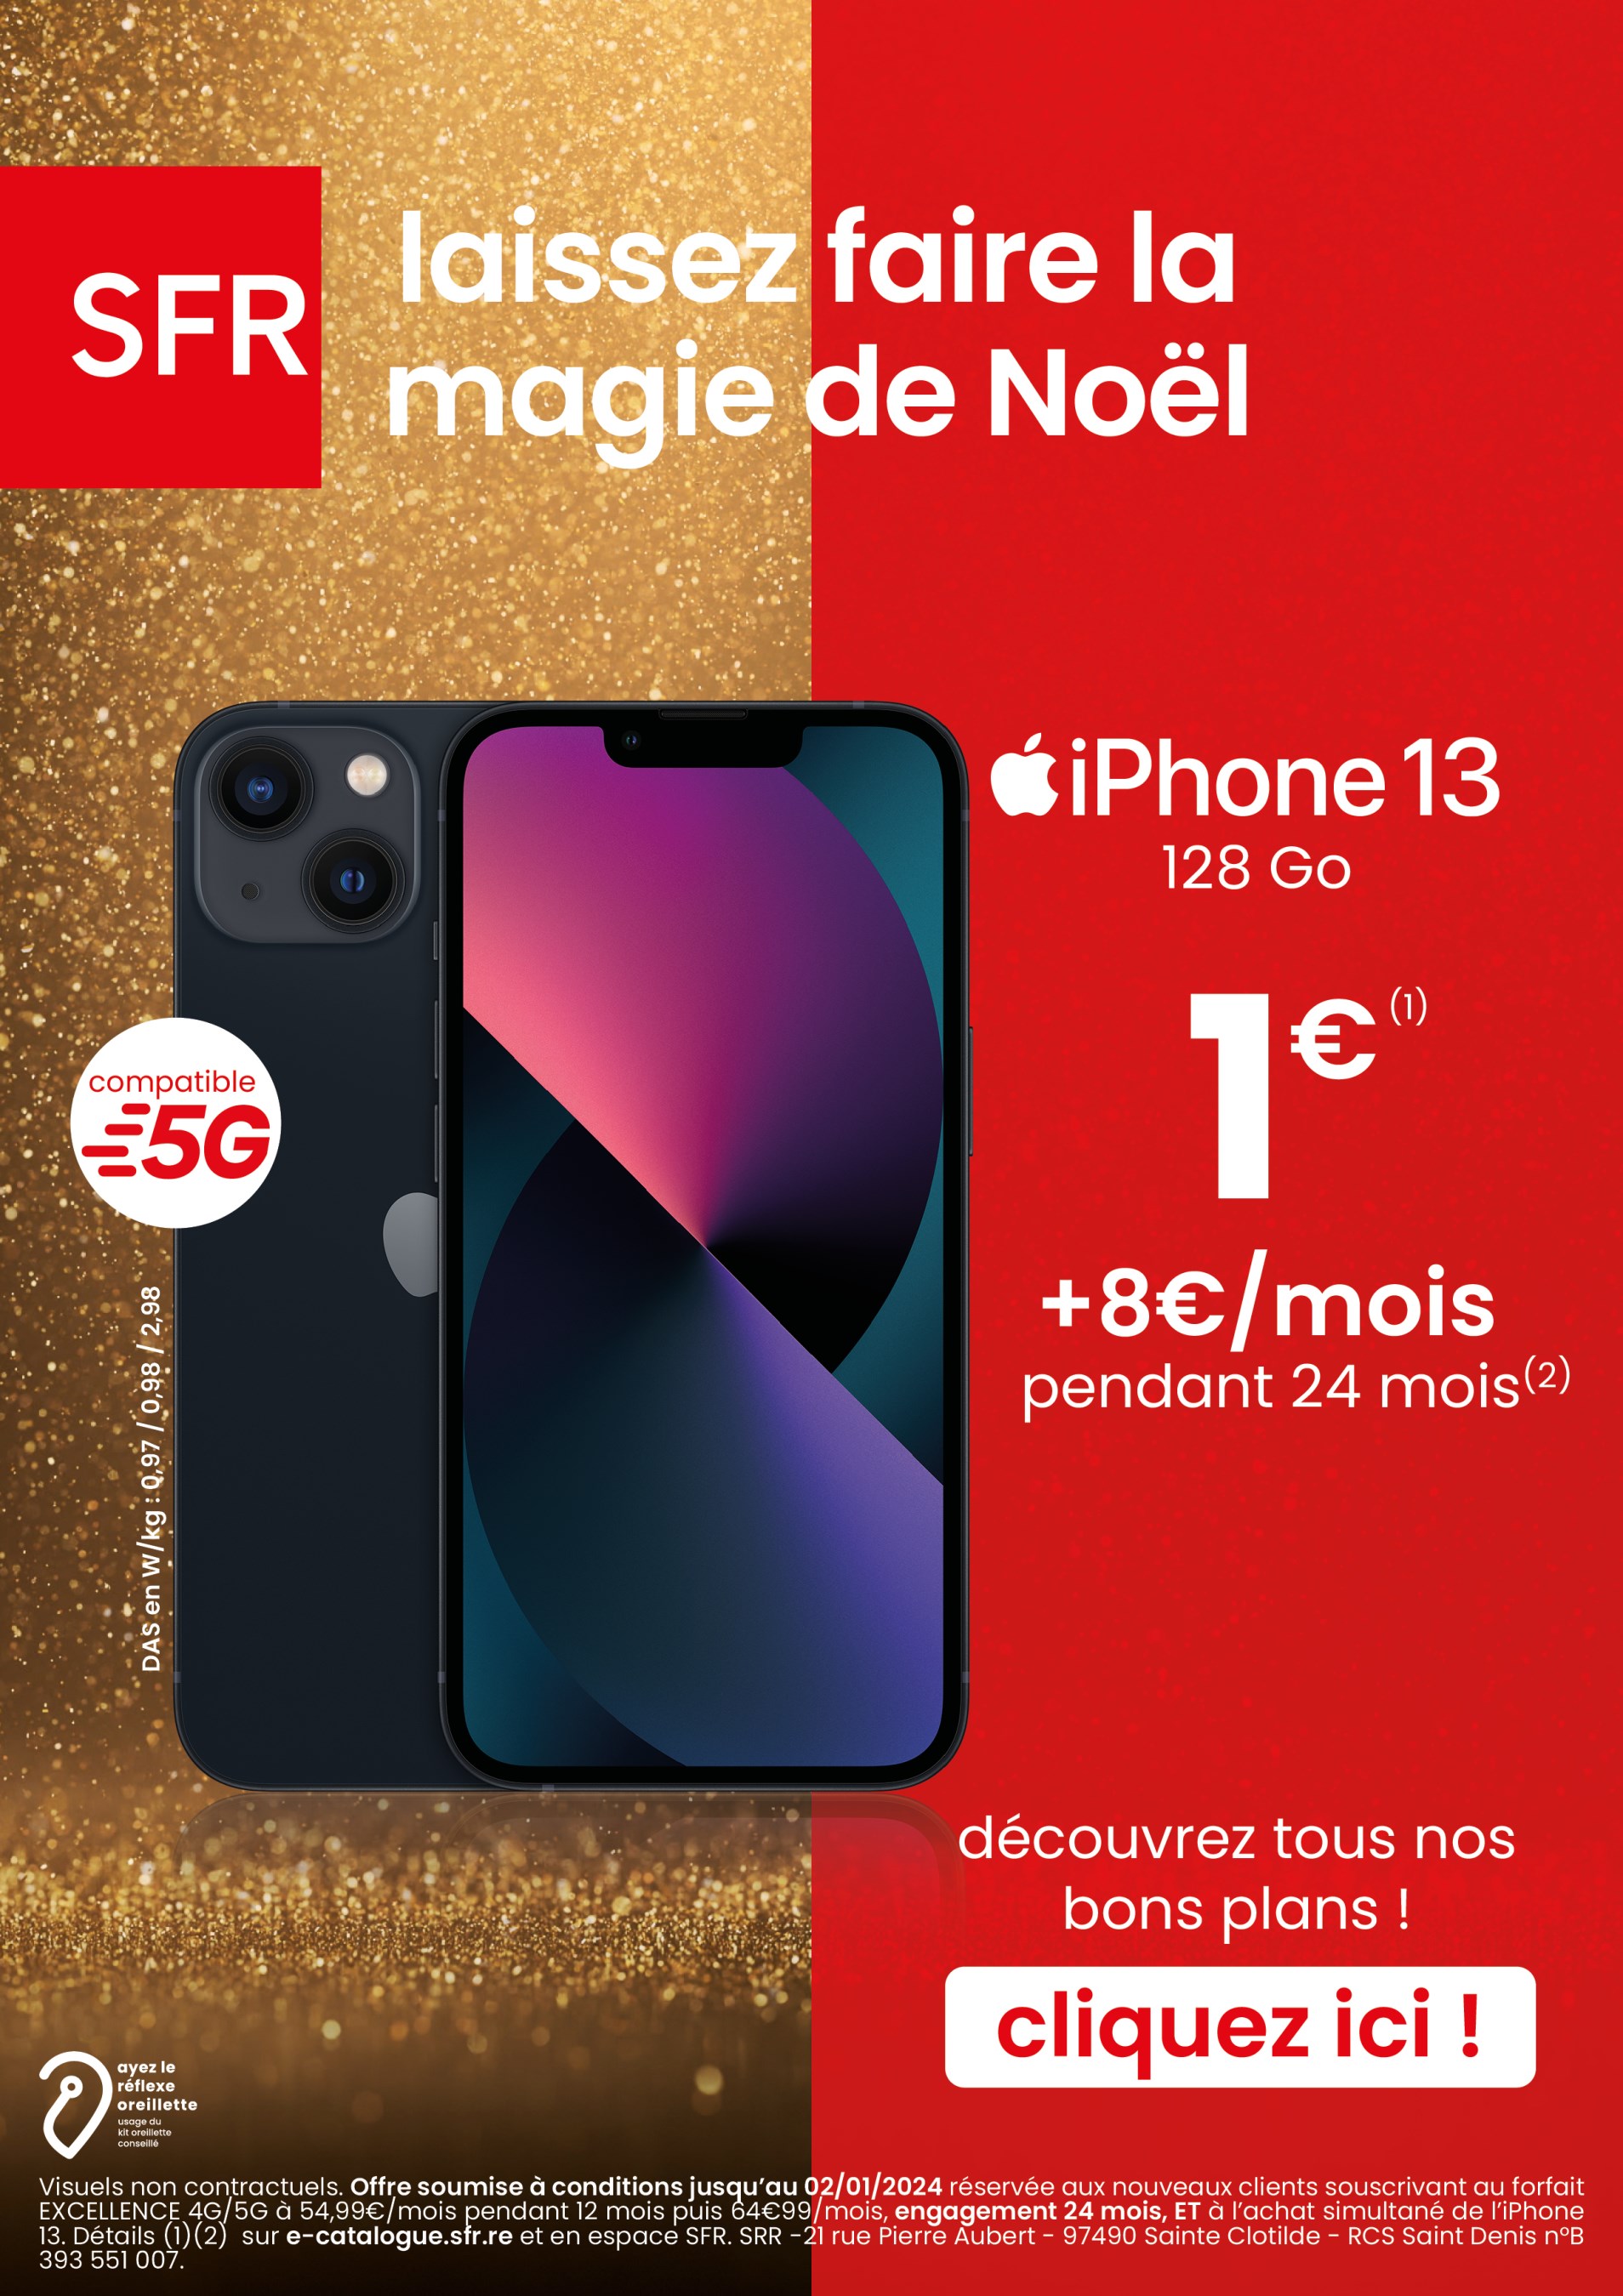 SFR
laissez faire la
magie de Noël
iPhone 13
128 Go
1€(1)
+8€/mois
pendant 24 mois(2)
compatible
5G
DAS en W/kg : 0,97 / 0,98 / 2,98
découvrez tous nos
bons plans !
cliquez ici !
ayez le
réflexe
oreillette
usage du
kit oreillette
conseillé
Visuels non contractuels. Offre soumise à conditions jusqu'au 02/01/2024 réservée aux nouveaux clients souscrivant au forfait
EXCELLENCE 4G/5G à 54,99€/mois pendant 12 mois puis 64€99/mois, engagement 24 mois, ET à l'achat simultané de l'iPhone
13. Détails (1)(2) sur e-catalogue.sfr.re et en espace SFR. SRR -21 rue Pierre Aubert - 97490 Sainte Clotilde - RCS Saint Denis n°B
393 551 007.